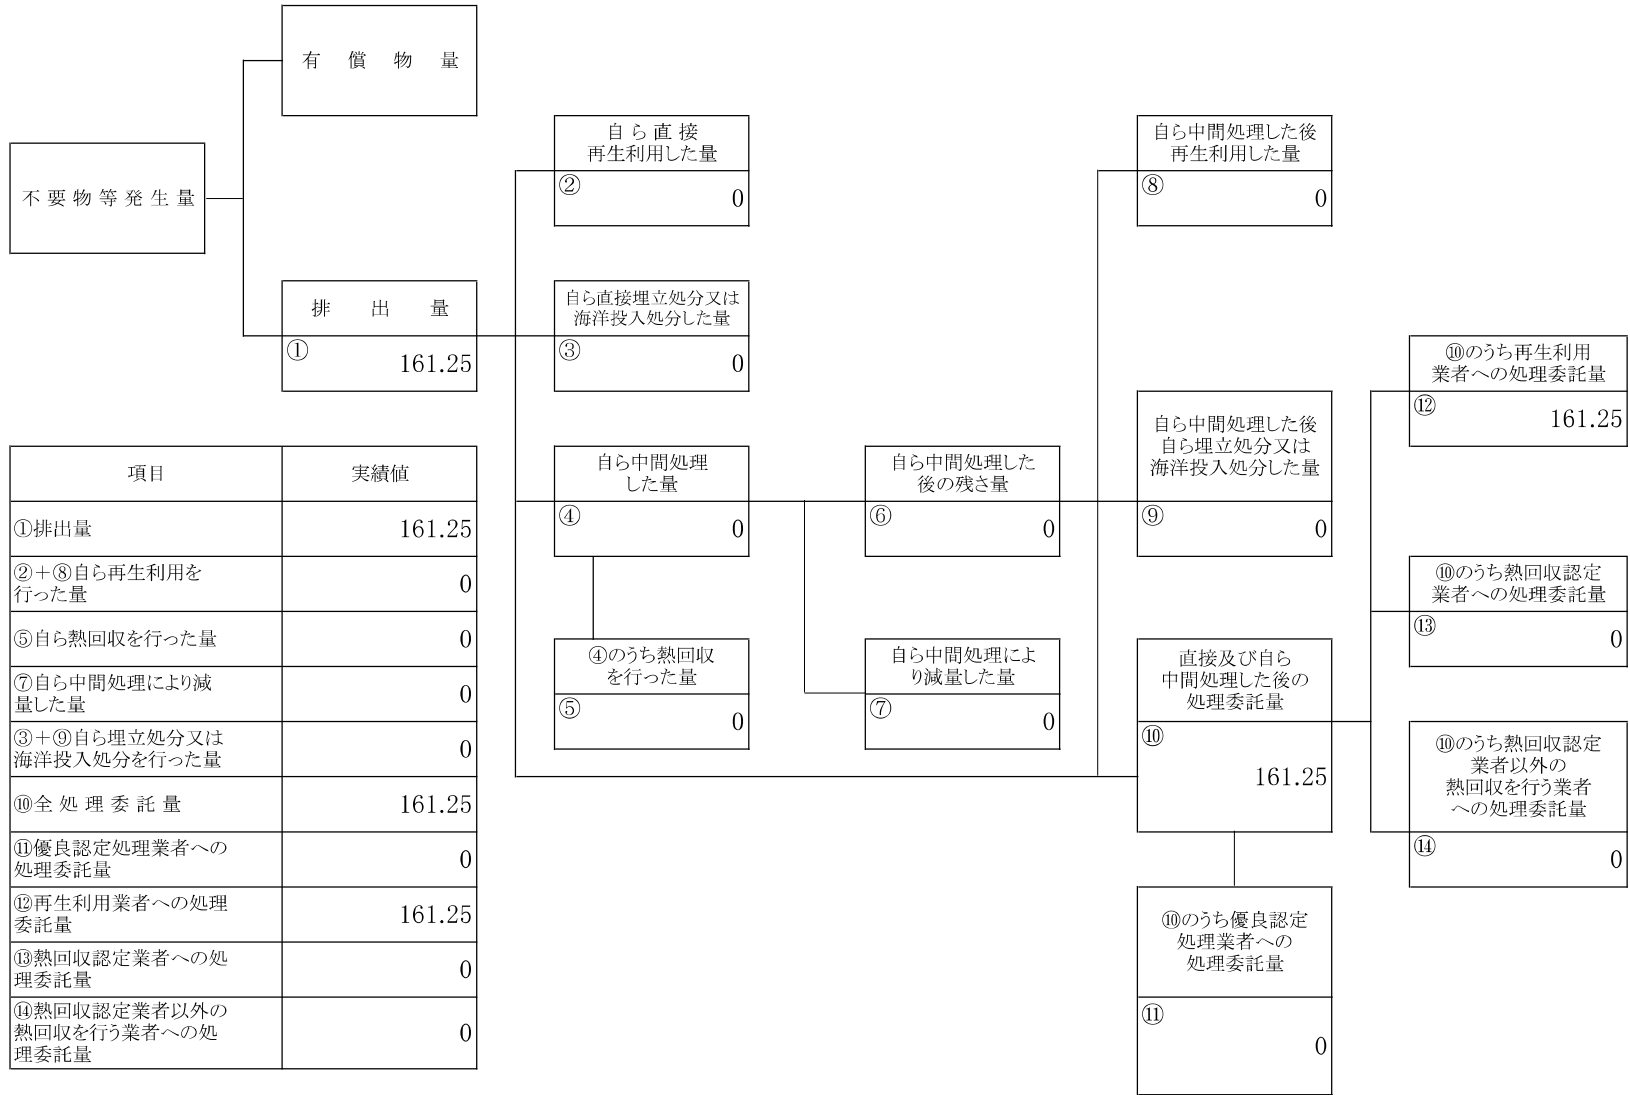 有償物量
不要物等発生量
排出量
①
161.25
自ら直接
再生利用した量
②
0
自ら直接埋立処分又は
海洋投入処分した量
③
0
自ら中間処理
した量
④
0
④のうち熱回収
を行った量
⑤
0
自ら中間処理した
後の残さ量
⑥
0
自ら中間処理によ
り減量した量
⑦
0
自ら中間処理した後
再生利用した量
⑧
0
自ら中間処理した後
自ら埋立処分又は
海洋投入処分した量
⑨
0
直接及び自ら
中間処理した後の
処理委託量
⑩
161.25
⑩のうち優良認定
処理業者への
処理委託量
⑪
0
⑩のうち再生利用
業者への処理委託量
⑫
161.25
⑩のうち熱回収認定
業者への処理委託量
⑬
0
⑩のうち熱回収認定
業者以外の
熱回収を行う業者
への処理委託量
⑭
0
項目 実績値
①排出量 161.25
②＋⑧自ら再生利用を
行った量 0
⑤自ら熱回収を行った量 0
⑦自ら中間処理により減
量した量 0
③＋⑨自ら埋立処分又は
海洋投入処分を行った量 0
⑩全処理委託量 161.25
⑪優良認定処理業者への
処理委託量 0
⑫再生利用業者への処理
委託量 161.25
⑬熱回収認定業者への処
理委託量 0
⑭熱回収認定業者以外の
熱回収を行う業者への処
理委託量 0